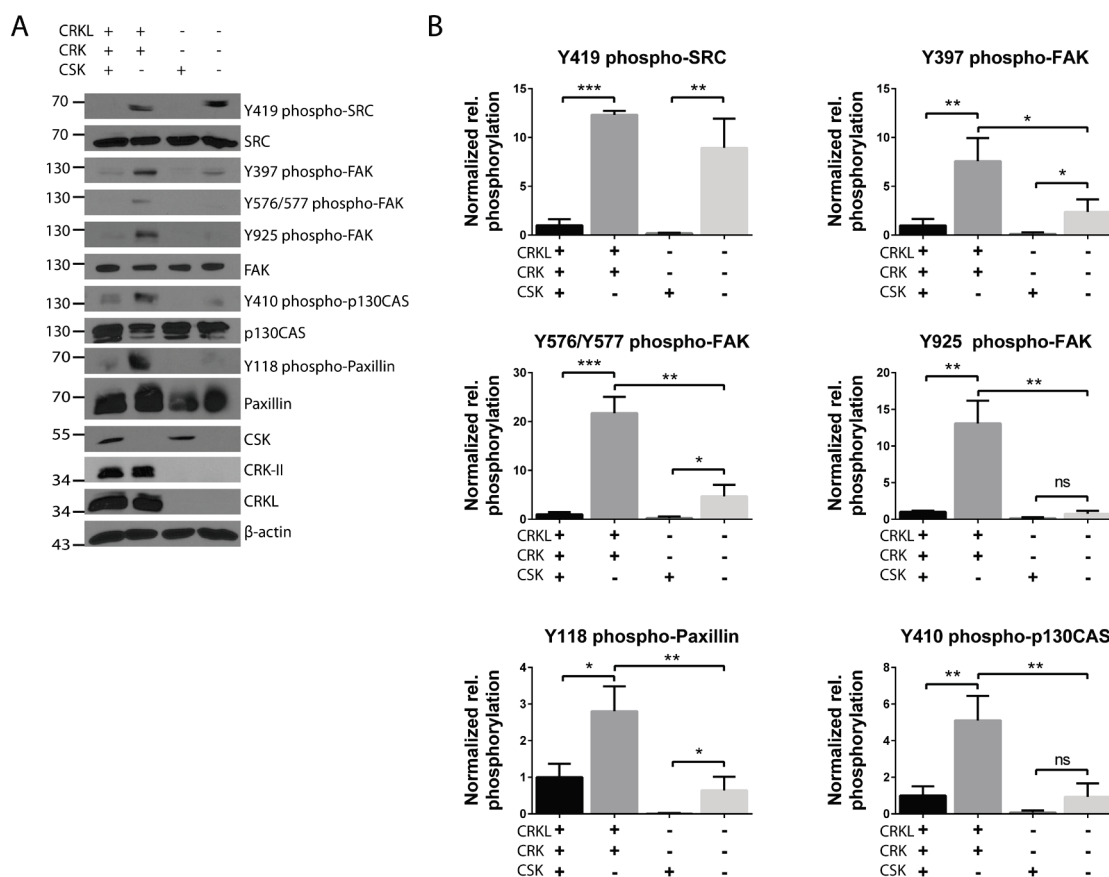 A
CRKL + + - -
CRK + + - -
CSK + - + -
70
Y419 phospho-SRC
70
SRC
130
Y397 phospho-FAK
130
Y576/577 phospho-FAK
130
Y925 phospho-FAK
130
FAK
130
Y410 phospho-p130CAS
130
p130CAS
70
Y118 phospho-Paxillin
70
Paxillin
55
CSK
34
CRK-II
34
CRKL
43
β-actin
B
Y419 phospho-SRC
Normalized rel.
phosphorylation
15
10
5
0
***
**
CRKL + + - -
CRK + + - -
CSK + - + -
Y397 phospho-FAK
Normalized rel.
phosphorylation
15
10
5
0
**
*
*
CRKL + + - -
CRK + + - -
CSK + - + -
Y576/Y577 phospho-FAK
Normalized rel.
phosphorylation
30
20
10
0
***
**
*
CRKL + + - -
CRK + + - -
CSK + - + -
Y925 phospho-FAK
Normalized rel.
phosphorylation
20
15
10
5
0
**
**
ns
CRKL + + - -
CRK + + - -
CSK + - + -
Y118 phospho-Paxillin
Normalized rel.
phosphorylation
4
3
2
1
0
*
**
*
CRKL + + - -
CRK + + - -
CSK + - + -
Y410 phospho-p130CAS
Normalized rel.
phosphorylation
8
6
4
2
0
**
**
ns
CRKL + + - -
CRK + + - -
CSK + - + -